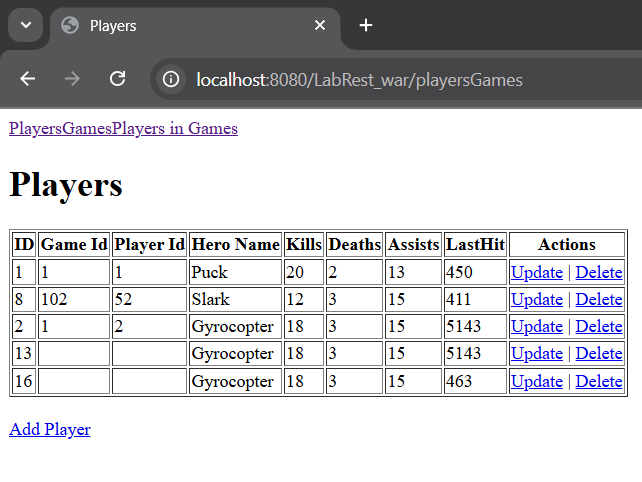 Players
localhost:8080/LabRest_war/playersGames
PlayersGamesPlayers in Games
Players
ID Game Id Player Id Hero Name Kills Deaths Assists LastHit Actions
1 1 1 Puck 20 2 13 450 Update | Delete
8 102 52 Slark 12 3 15 411 Update | Delete
2 1 2 Gyrocopter 18 3 15 5143 Update | Delete
13 Gyrocopter 18 3 15 5143 Update | Delete
16 Gyrocopter 18 3 15 463 Update | Delete
Add Player